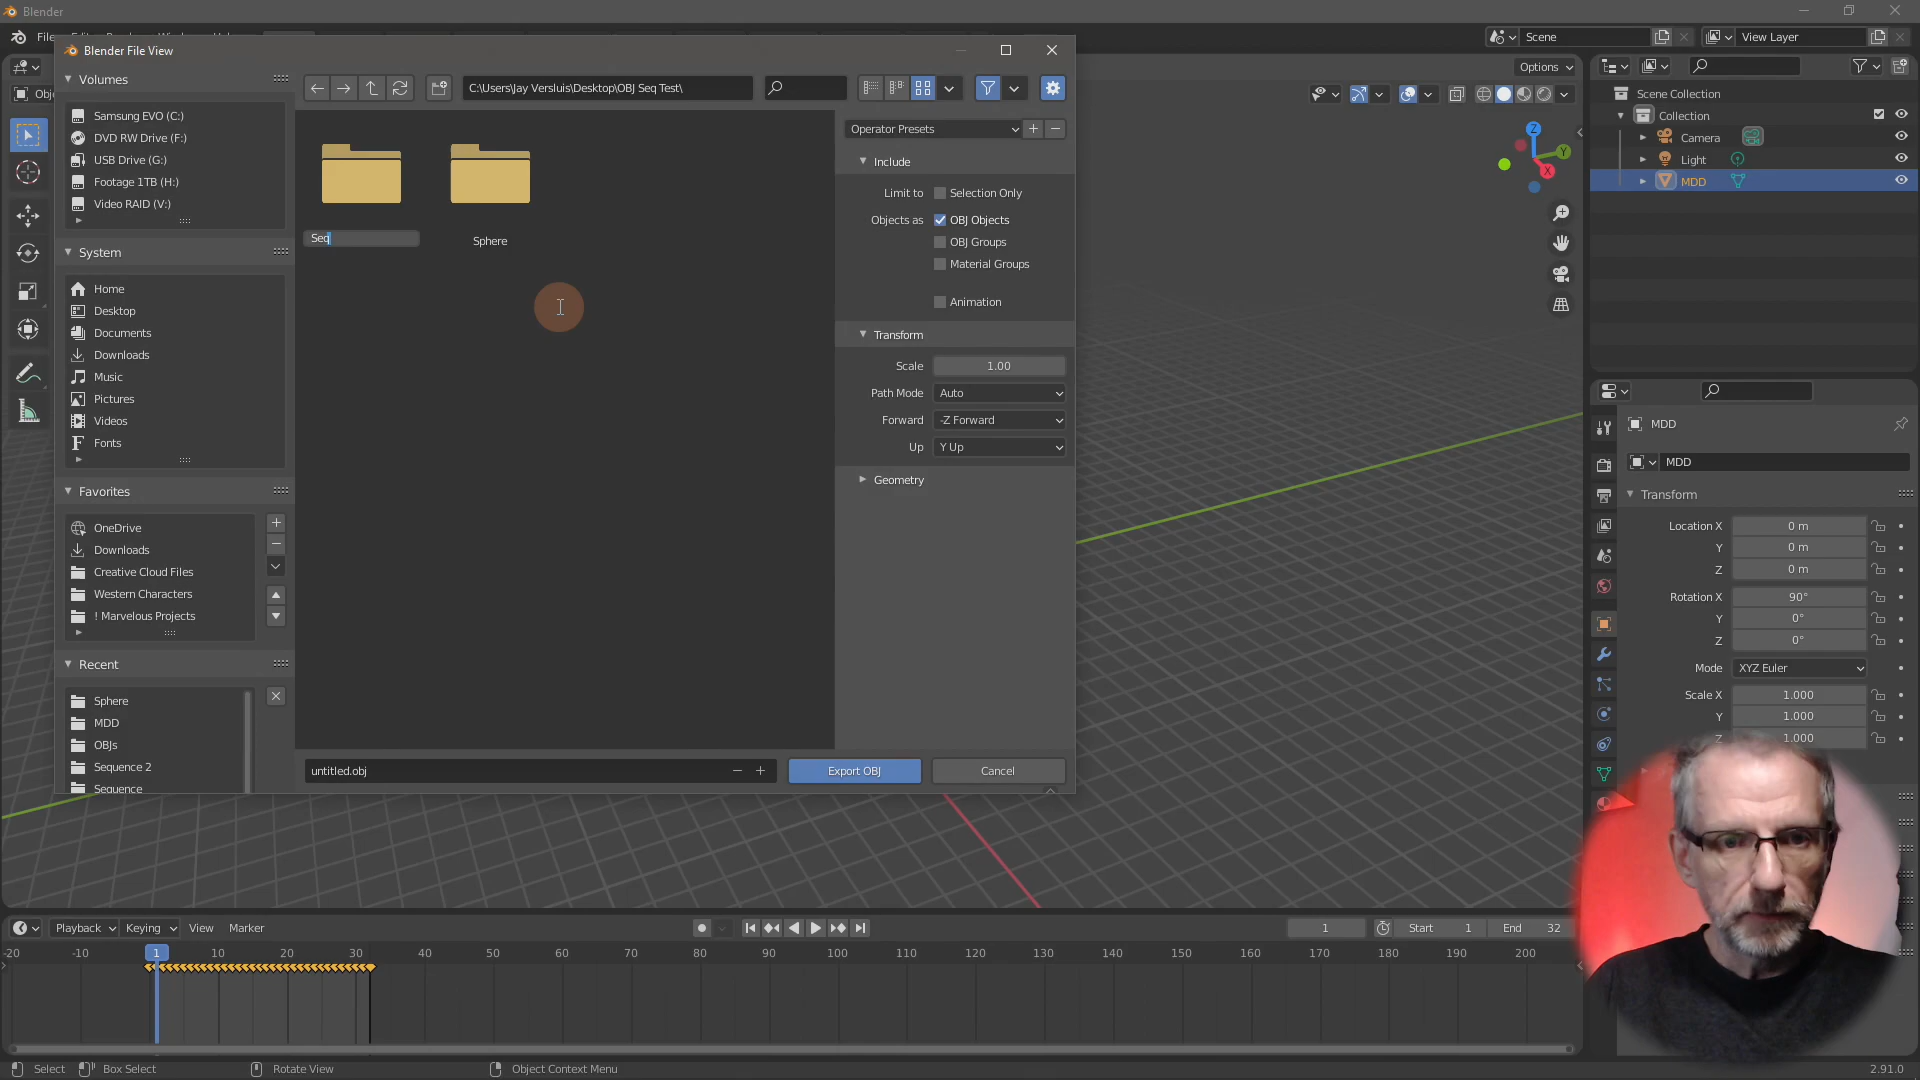 Blender
Fil
Scene
View Layer
Blender File View
Volumes
Samsung EVO (C:)
DVD RW Drive (F:)
USB Drive (G:)
Footage 1TB (H:)
Video RAID (V:)
System
Home
Desktop
Documents
Downloads
Music
Pictures
Videos
Fonts
Favorites
OneDrive
Downloads
Creative Cloud Files
Western Characters
! Marvelous Projects
Recent
Sphere
MDD
OBJs
Sequence 2
Sequence
C:\Users\Jay Versluis\Desktop\OBJ Seq Test\
Seq
Sphere
untitled.obj
Export OBJ
Cancel
Operator Presets
Include
Limit to Selection Only
Objects as OBJ Objects
OBJ Groups
Material Groups
Animation
Transform
Scale 1.00
Path Mode Auto
Forward -Z Forward
Up Y Up
Geometry
Options
Z
Y
X
Scene Collection
Collection
Camera
Light
MDD
MDD
MDD
Transform
Location X 0 m
Y 0 m
Z 0 m
Rotation X 90°
Y 0°
Z 0°
Mode XYZ Euler
Scale X 1.000
Y 1.000
Z 1.000
Playback Keying View Marker
1
Start 1
End 32
-20 -10 1 10 20 30 40 50 60 70 80 90 100 110 120 130 140 150 160 170 180 190 200
Select Box Select Rotate View Object Context Menu 2.91.0